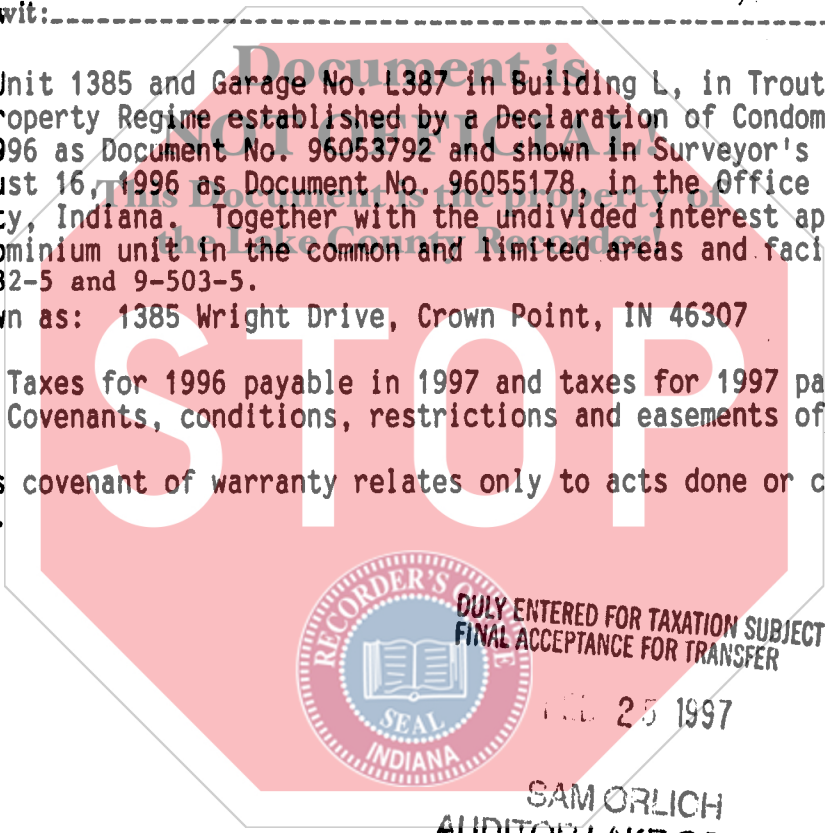 wit:
Document is
Unit 1385 and Garage No. L387 in Building L, in Trout
roperty Regime established by a Declaration of Condom
NOT OFFICIAL!
996 as Document No. 96053792 and shown in Surveyor's
ust 16, 1996 as Document No. 96055178, in the Office
This Document is the property of
ty, Indiana. Together with the undivided interest ap
the Lake County Recorder!
ominium unit in the common and limited areas and faci
32-5 and 9-503-5.
wn as: 1385 Wright Drive, Crown Point, IN 46307
STOP
Taxes for 1996 payable in 1997 and taxes for 1997 pa
Covenants, conditions, restrictions and easements of
s covenant of warranty relates only to acts done or c
RECORDER'S OFFICE
SEAL
INDIANA
DULY ENTERED FOR TAXATION SUBJECT
FINAL ACCEPTANCE FOR TRANSFER
25 1997
SAM ORLICH
AUDITOR LAKE